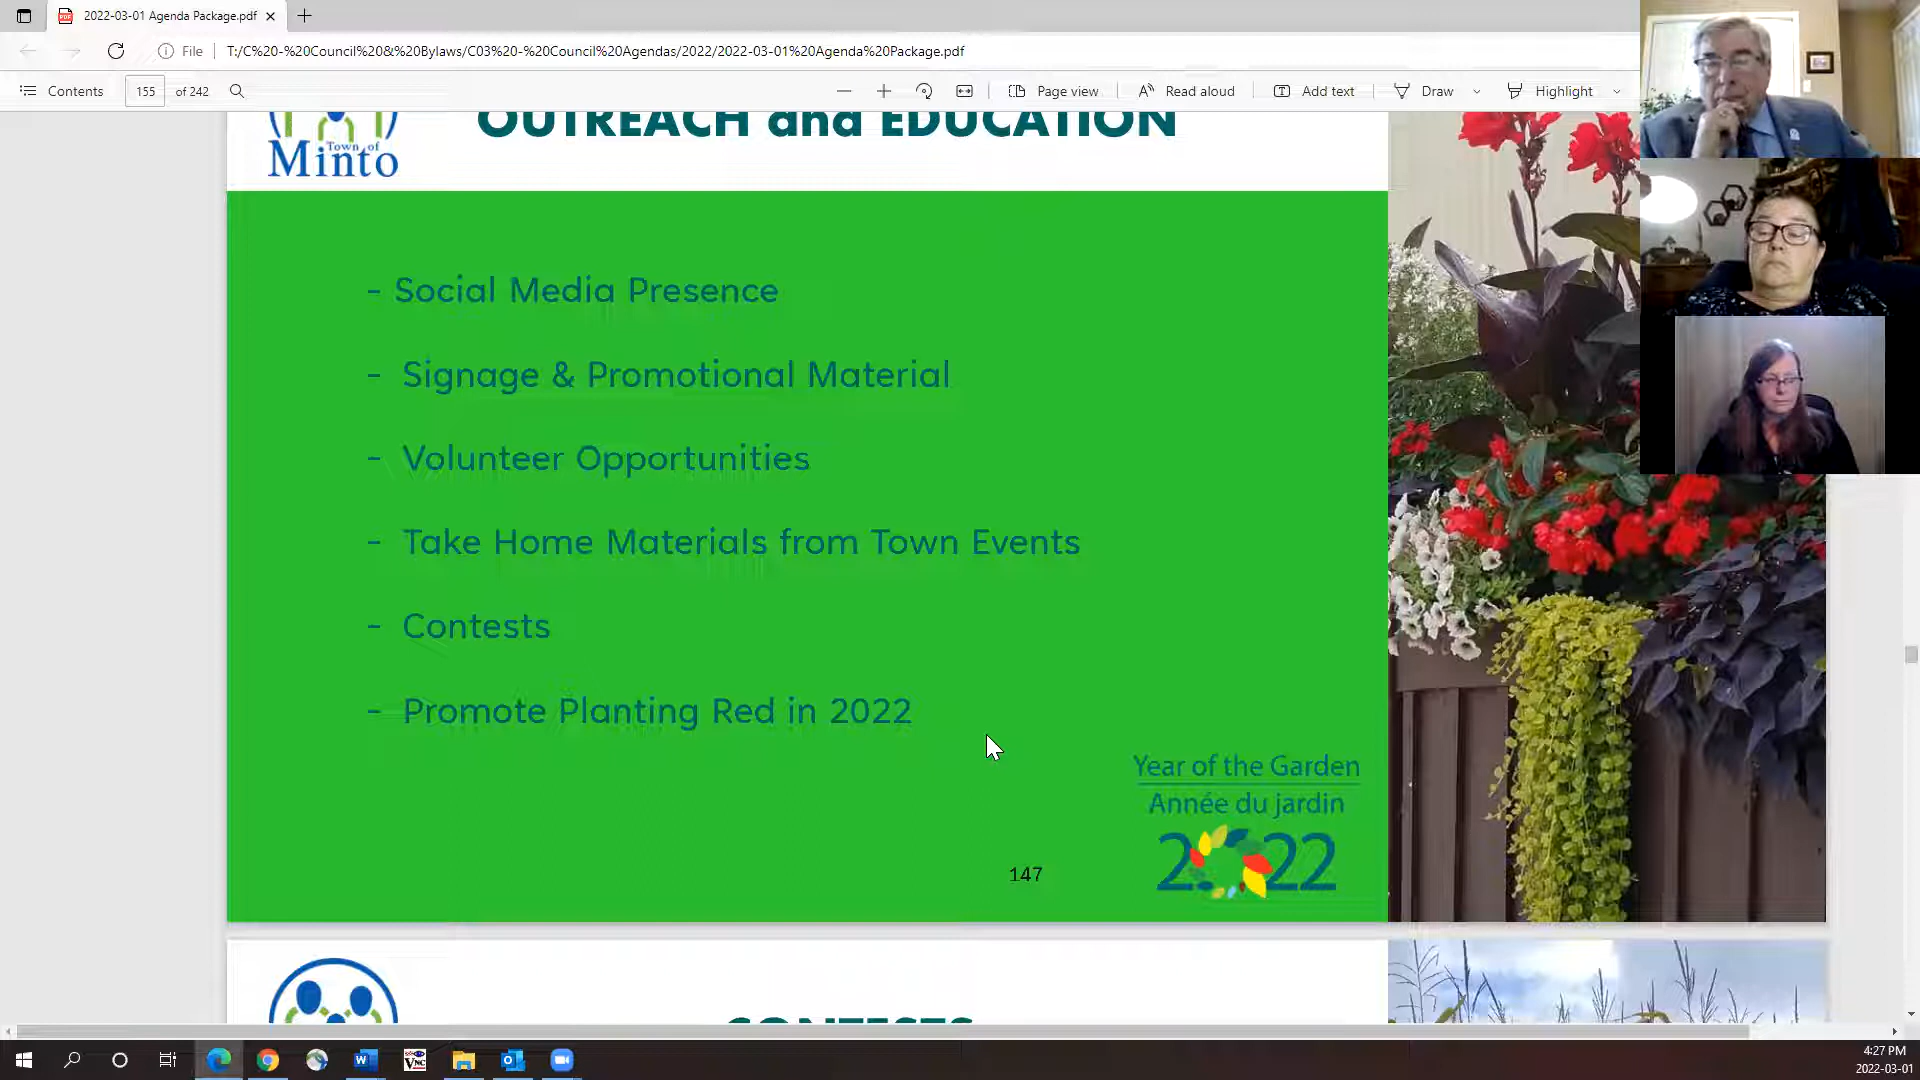 2022-03-01 Agenda Package.pdf
File
T:/C%20-%20Council%20&%20Bylaws/C03%20-%20Council%20Agendas/2022/2022-03-01%20Agenda%20Package.pdf
Contents
155
of 242
Page view
Read aloud
Add text
Draw
Highlight
OUTREACH and EDUCATION
Town of
Minto
- Social Media Presence
- Signage & Promotional Material
- Volunteer Opportunities
- Take Home Materials from Town Events
- Contests
- Promote Planting Red in 2022
Year of the Garden
Année du jardin
2022
147
CONTESTS
4:27 PM
2022-03-01